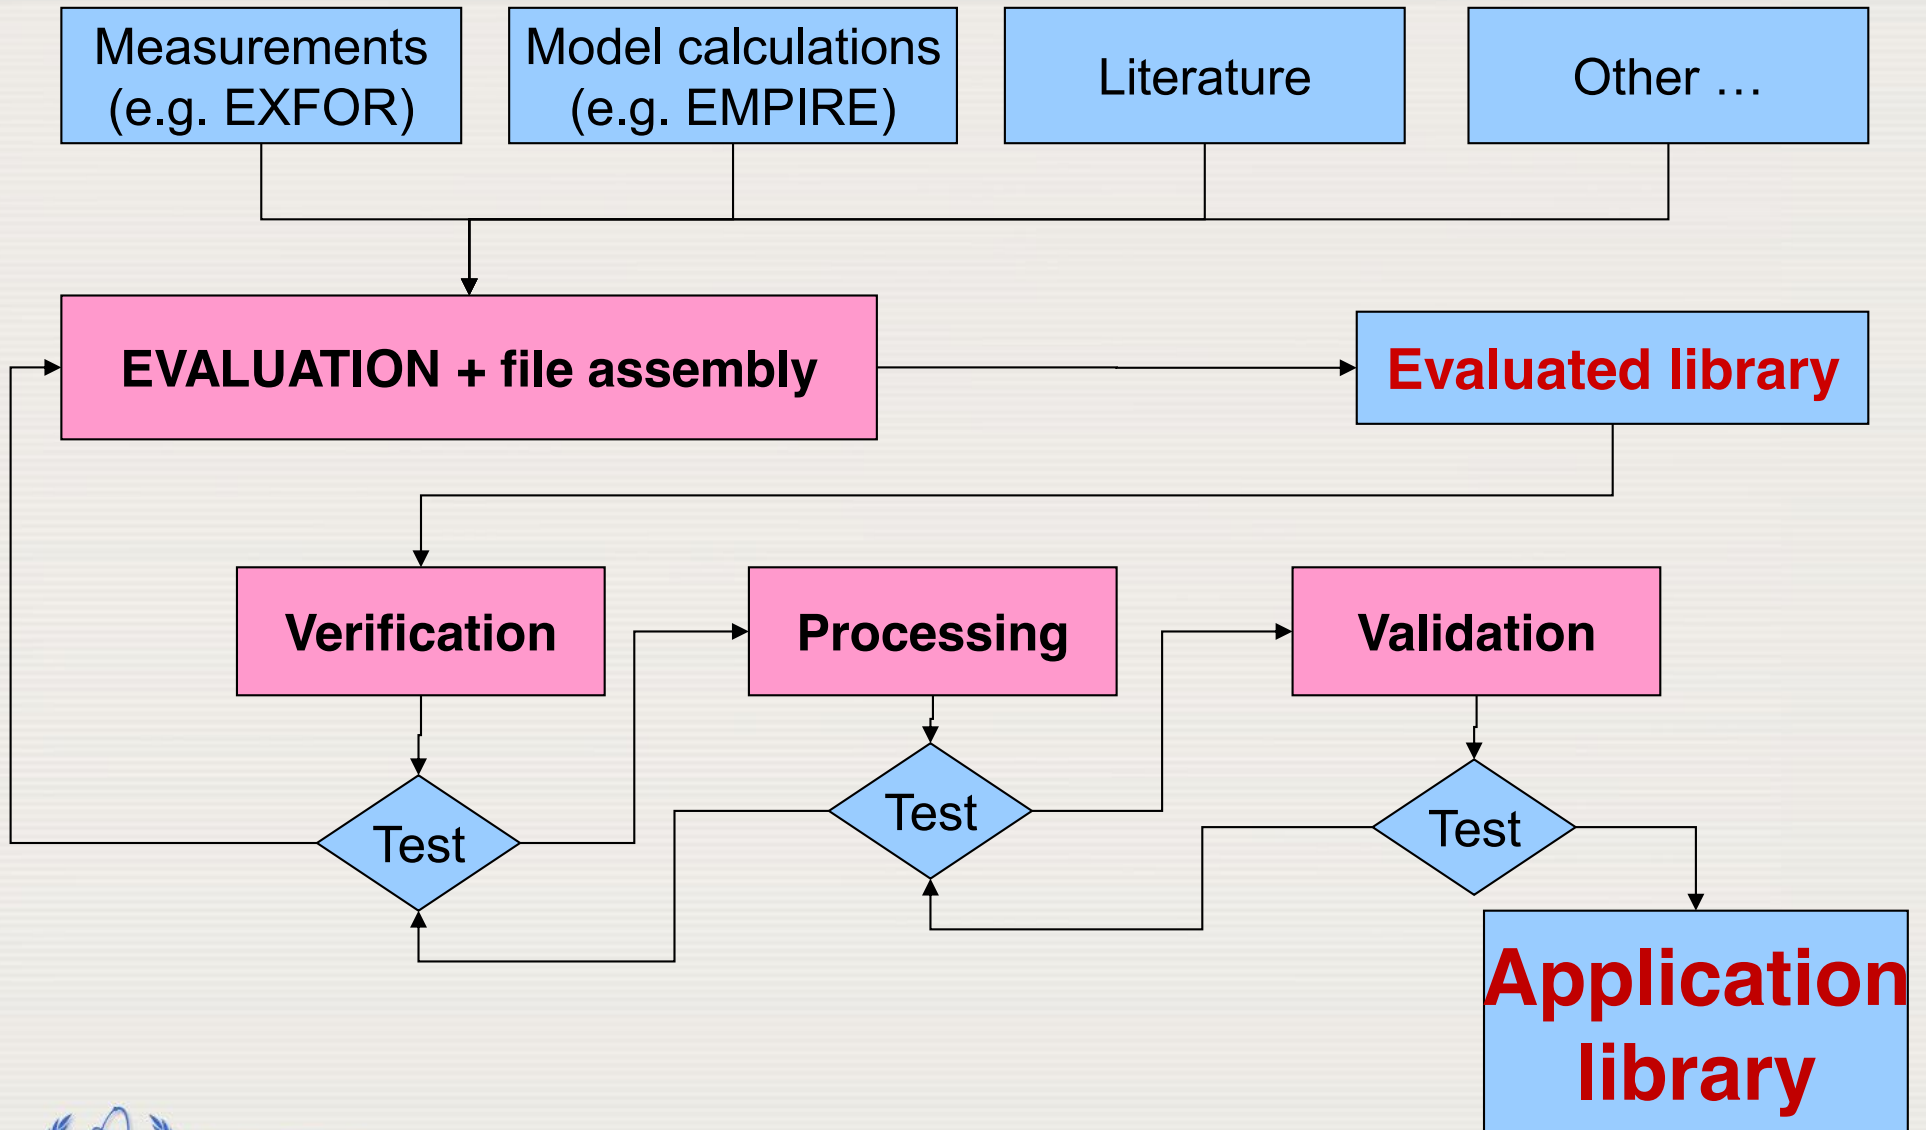 Measurements
(e.g. EXFOR)
Model calculations
(e.g. EMPIRE)
Literature
Other …
EVALUATION + file assembly
Evaluated library
Verification
Processing
Validation
Test
Test
Test
Application
library